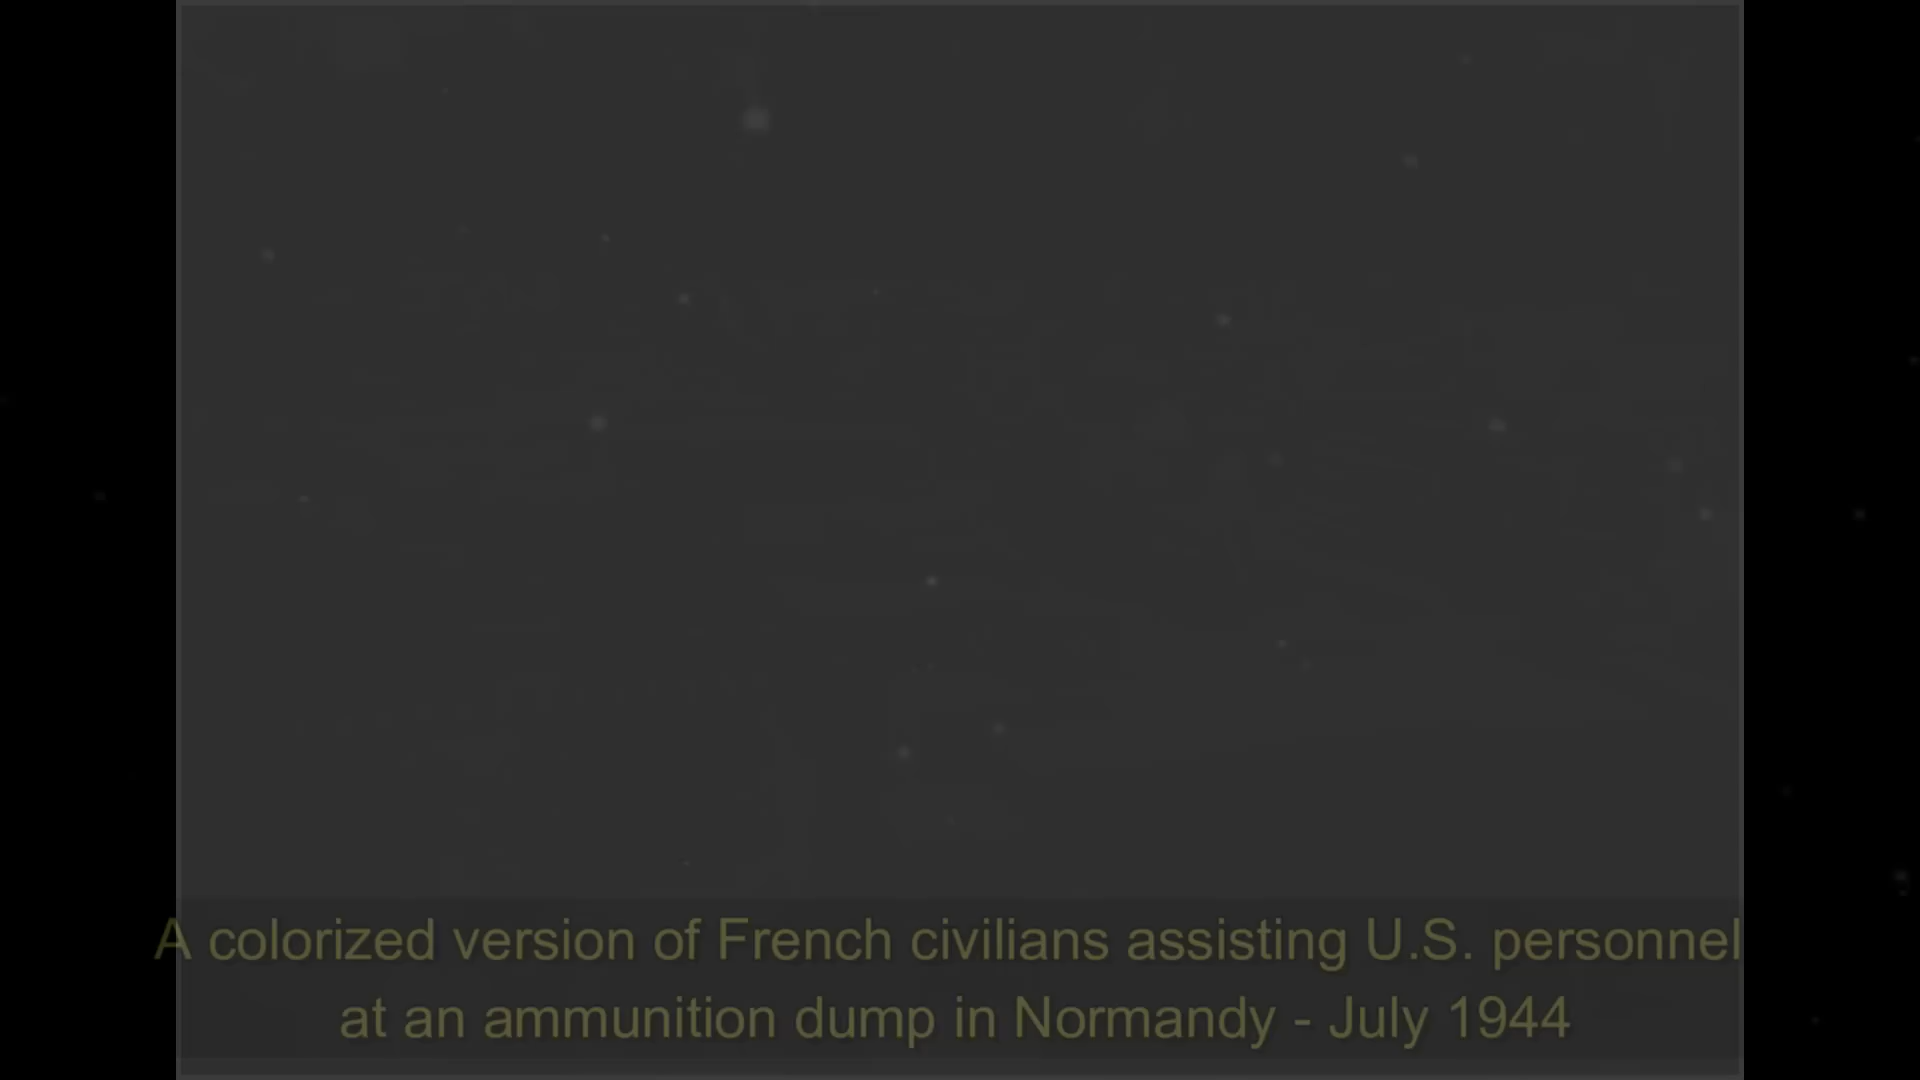 A colorized version of French civilians assisting U.S. personnel
at an ammunition dump in Normandy - July 1944